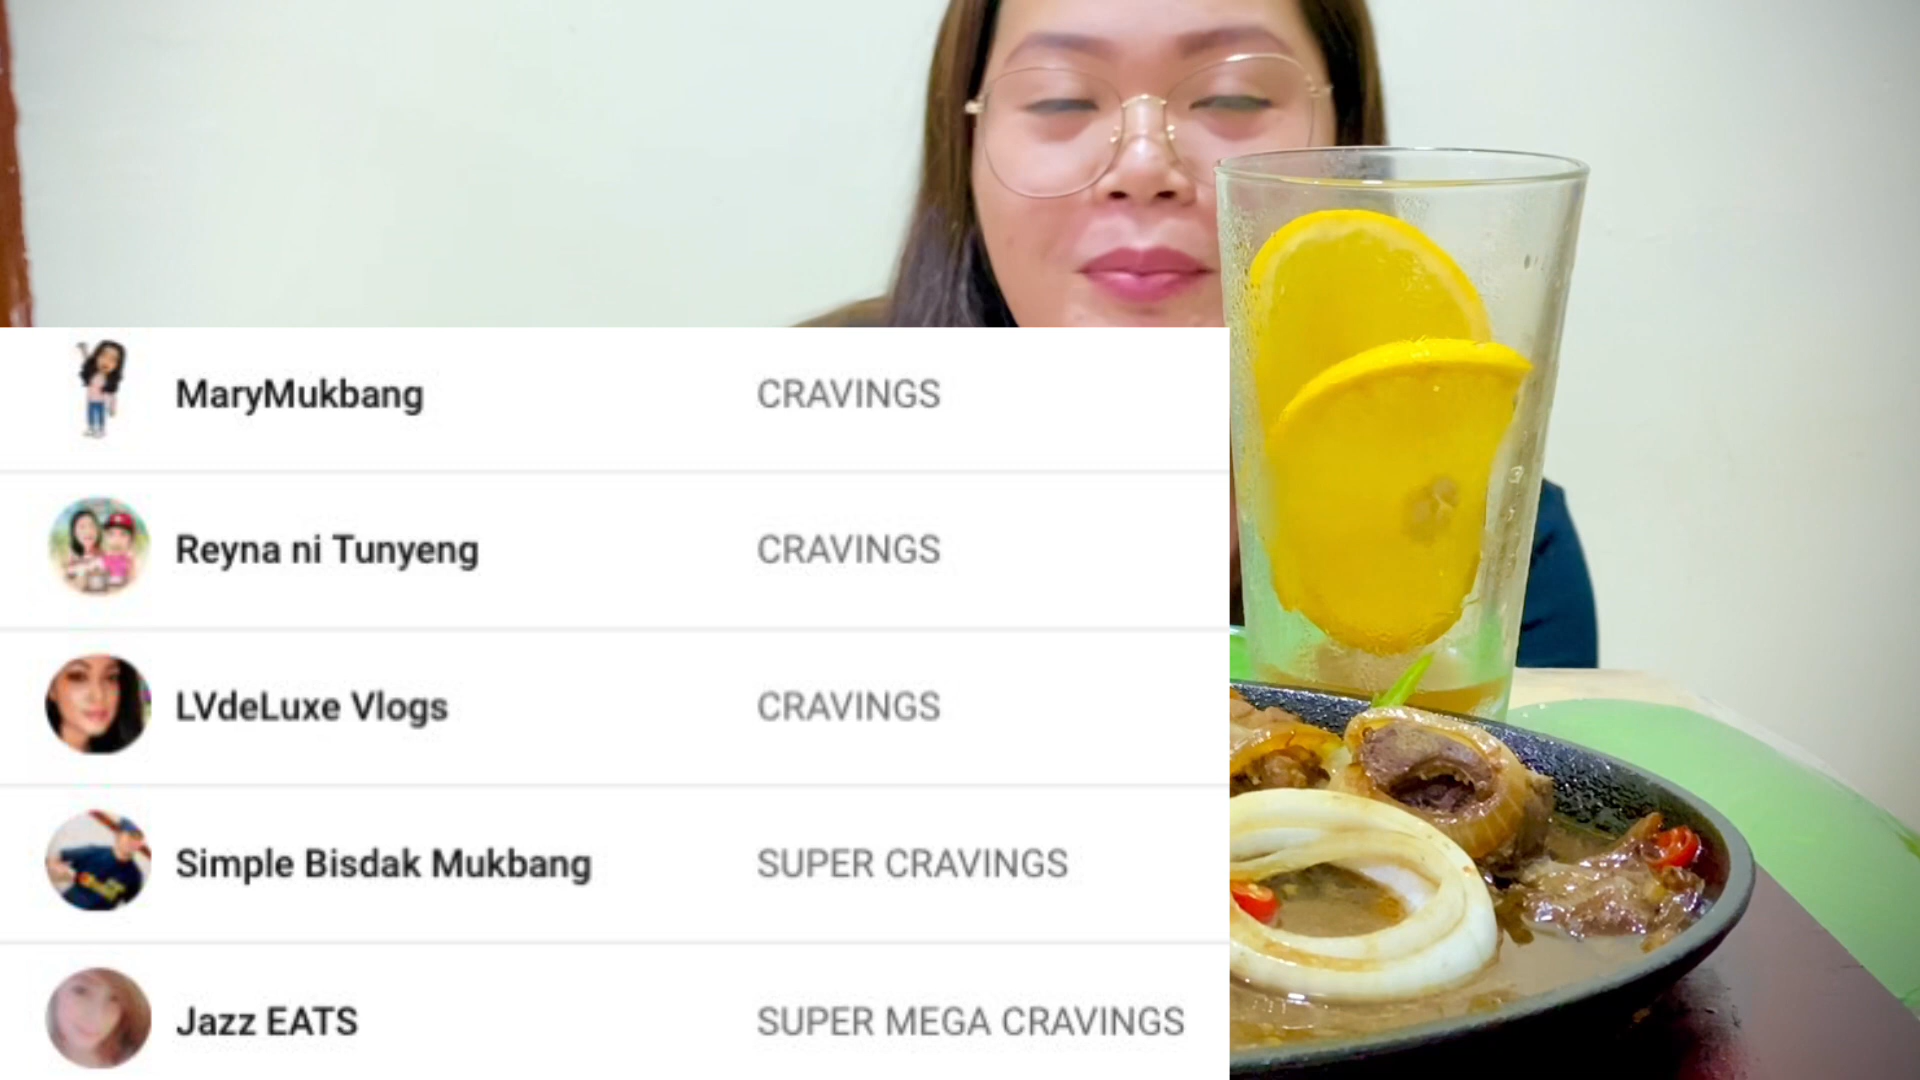 MaryMukbang CRAVINGS
Reyna ni Tunyeng CRAVINGS
LVdeLuxe Vlogs CRAVINGS
Simple Bisdak Mukbang SUPER CRAVINGS
Jazz EATS SUPER MEGA CRAVINGS